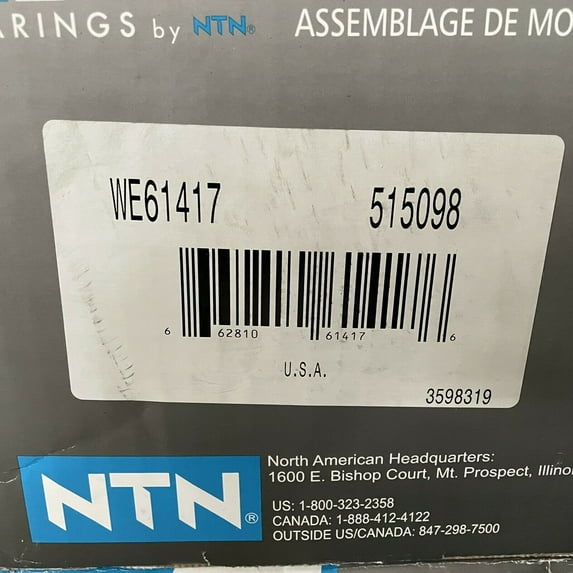 RINGS by NTN® ASSEMBLAGE DE MO
WE61417 515098
6 62810 61417 6
U.S.A.
3598319
NTN®
North American Headquarters:
1600 E. Bishop Court, Mt. Prospect, Illino
US: 1-800-323-2358
CANADA: 1-888-412-4122
OUTSIDE US/CANADA: 847-298-7500